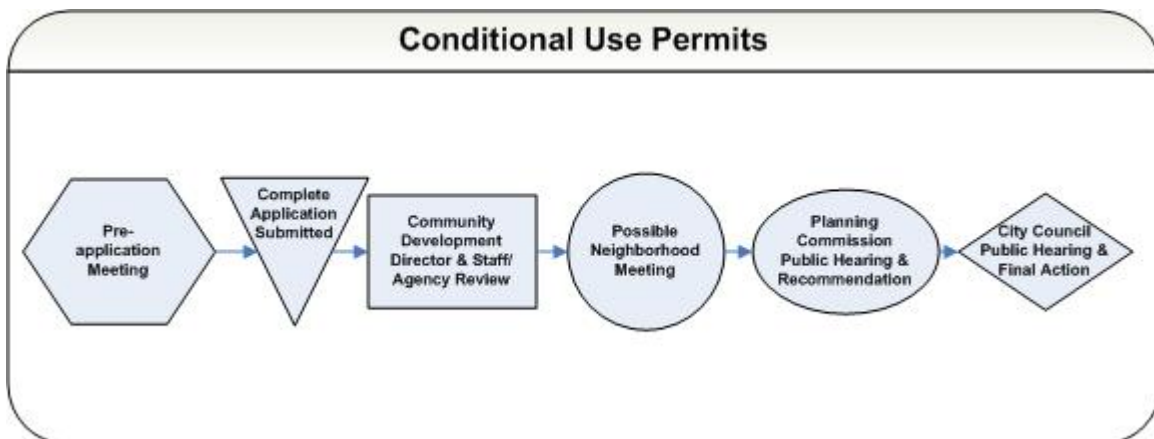 Conditional Use Permits
Pre-
application
Meeting
Complete
Application
Submitted
Community
Development
Director & Staff/
Agency Review
Possible
Neighborhood
Meeting
Planning
Commission
Public Hearing &
Recommendation
City Council
Public Hearing &
Final Action